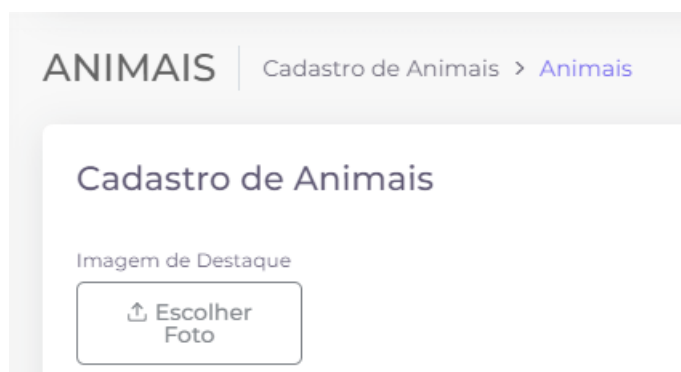 ANIMAIS Cadastro de Animais > Animais
Cadastro de Animais
Imagem de Destaque
Escolher
Foto